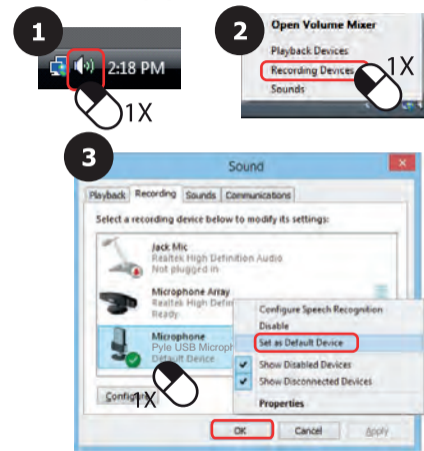 1
2:18 PM
1X
2
Open Volume Mixer
Playback Devices
Recording Devices
1X
Sounds
3
Sound
Playback Recording Sounds Communications
Select a recording device below to modify its settings:
Jack Mic
Realtek High Definition Audio
Not plugged in
Microphone Array
Realtek High Defin
Ready
Microphone
Pyle USB Microph
Default Device
Configure Speech Recognition
Disable
Set as Default Device
Show Disabled Devices
Show Disconnected Devices
Properties
Configure
1X
OK Cancel Apply